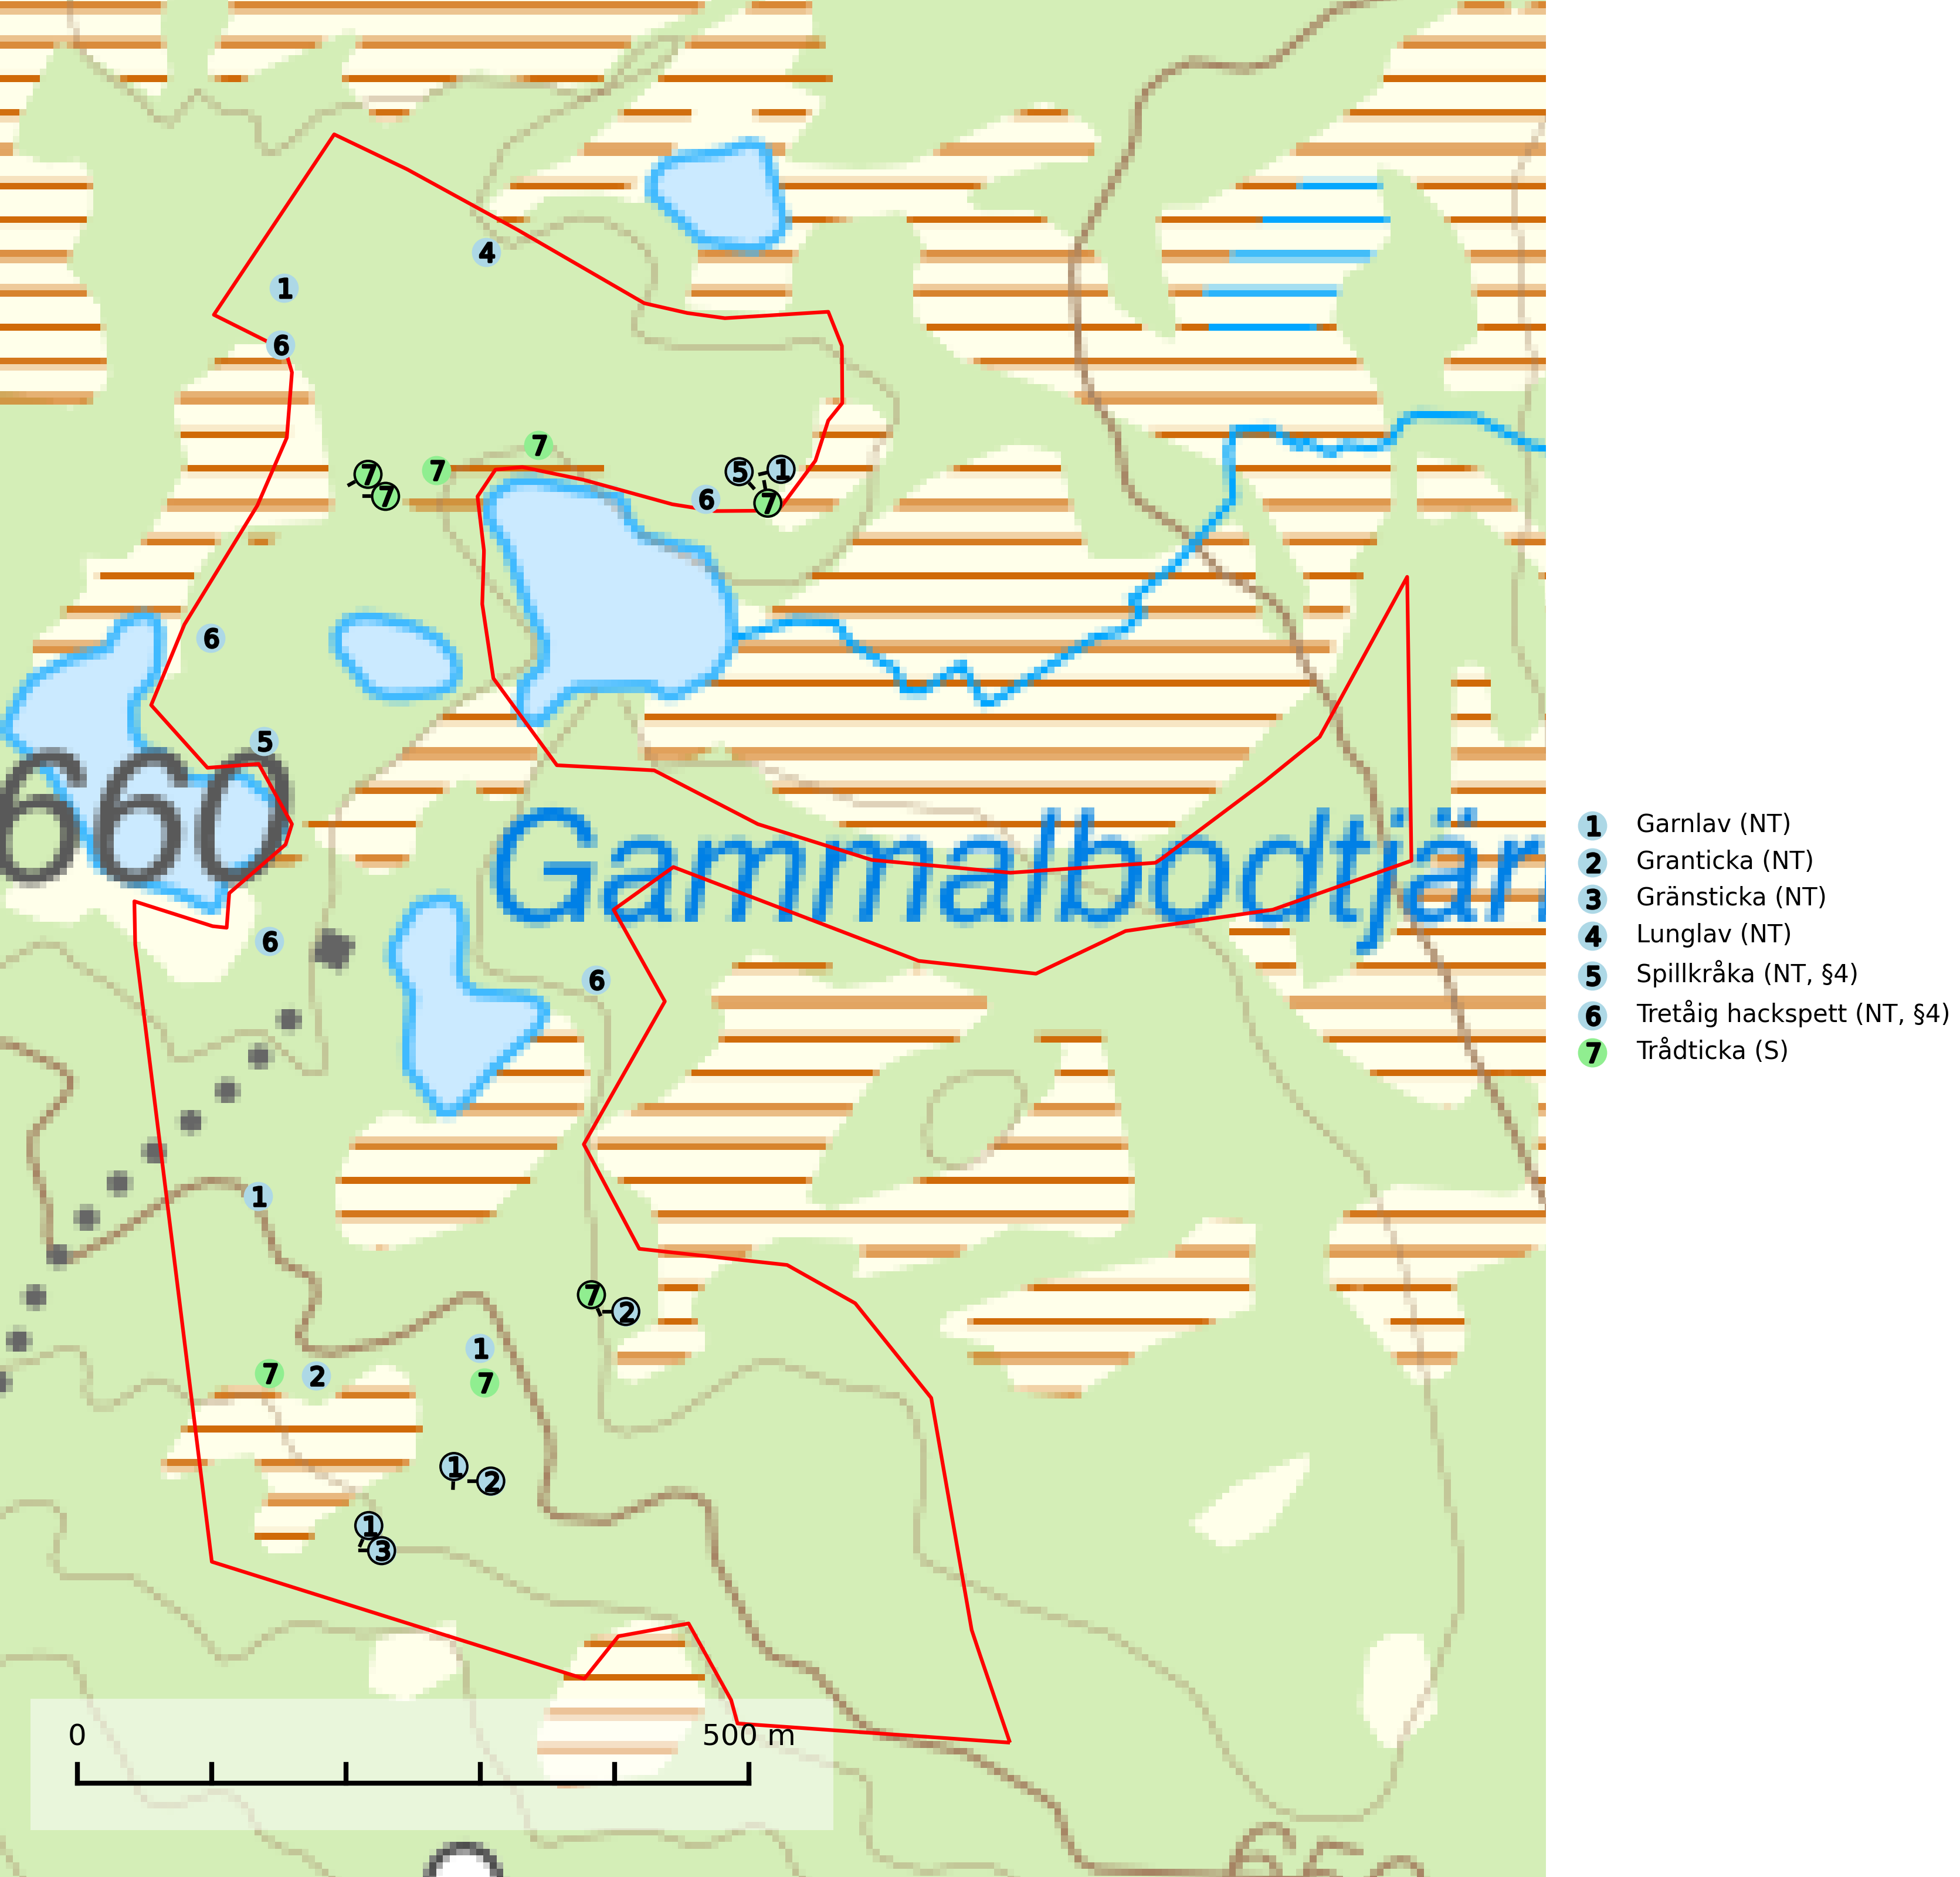 4
1
6
7
7
7
7
5 1
6
7
6
5
660
Gammalbodtjär
6
6
1
7
2
1
7 2
7
1
2
1
3
0 500 m
1 Garnlav (NT)
2 Granticka (NT)
3 Gränsticka (NT)
4 Lunglav (NT)
5 Spillkråka (NT, §4)
6 Tretåig hackspett (NT, §4)
7 Trådticka (S)